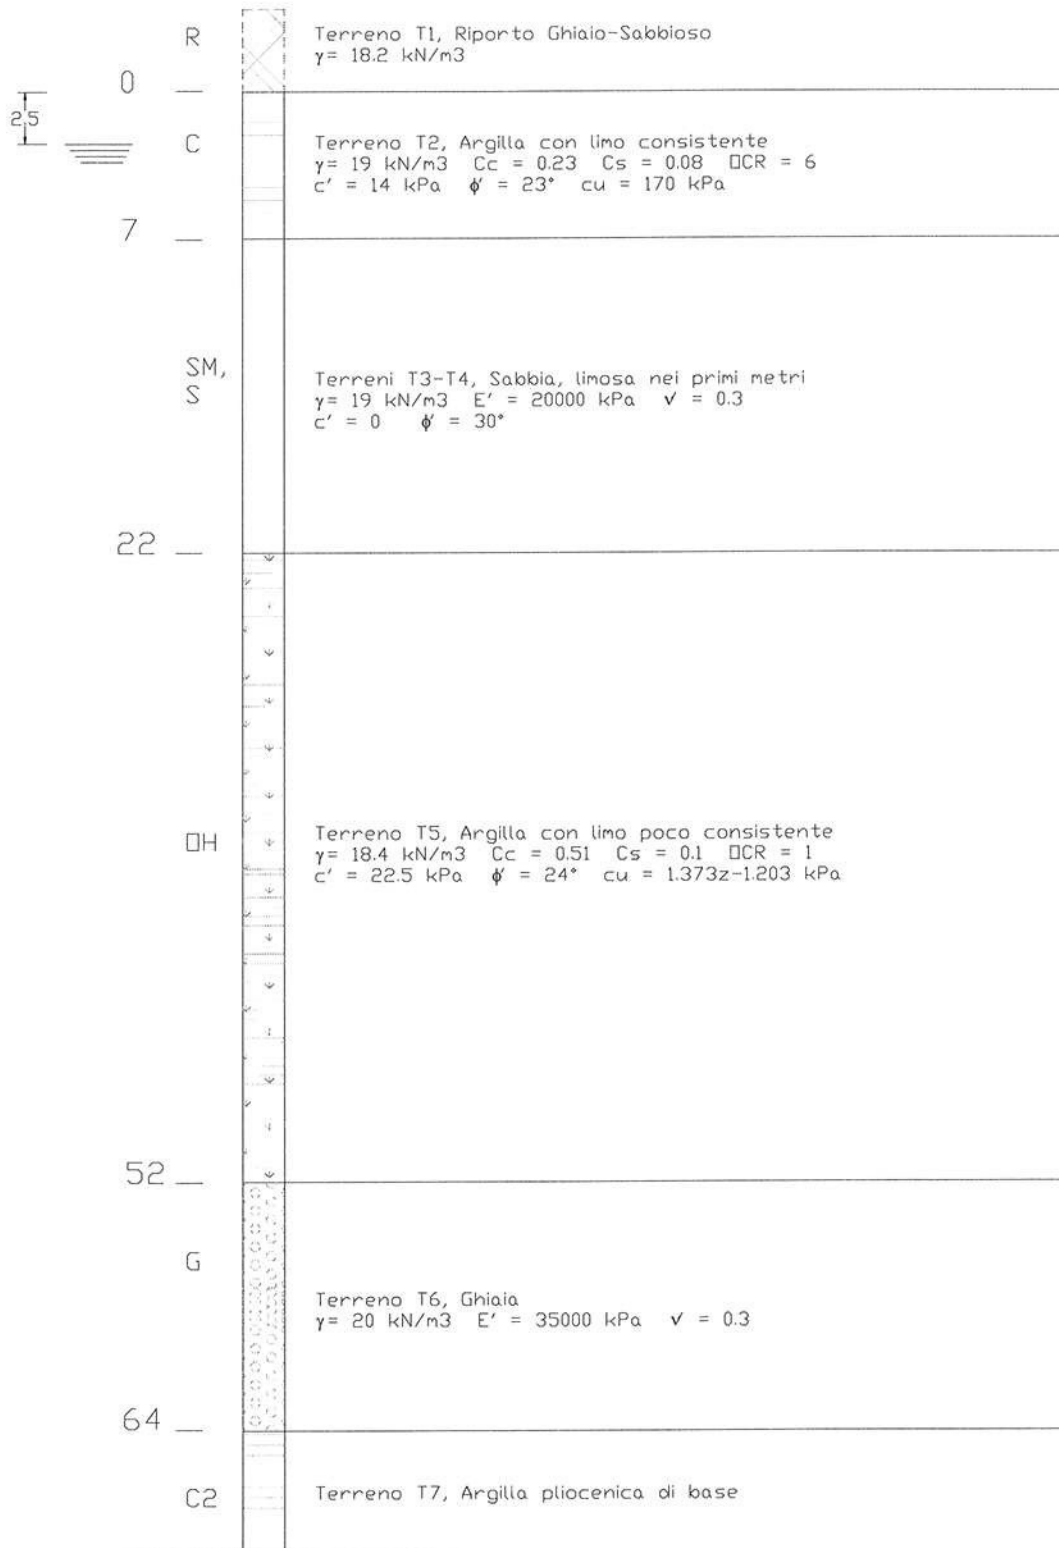 R
Terreno T1, Riporto Ghiaio-Sabbioso
γ= 18.2 kN/m3
0
2.5
C
Terreno T2, Argilla con limo consistente
γ= 19 kN/m3 Cc = 0.23 Cs = 0.08 OCR = 6
c' = 14 kPa ϕ' = 23° cu = 170 kPa
7
SM,
S
Terreni T3-T4, Sabbia, limosa nei primi metri
γ= 19 kN/m3 E' = 20000 kPa ν' = 0.3
c' = 0 ϕ' = 30°
22
OH
Terreno T5, Argilla con limo poco consistente
γ= 18.4 kN/m3 Cc = 0.51 Cs = 0.1 OCR = 1
c' = 22.5 kPa ϕ' = 24° cu = 1.373z-1.203 kPa
52
G
Terreno T6, Ghiaia
γ= 20 kN/m3 E' = 35000 kPa ν' = 0.3
64
C2
Terreno T7, Argilla pliocenica di base